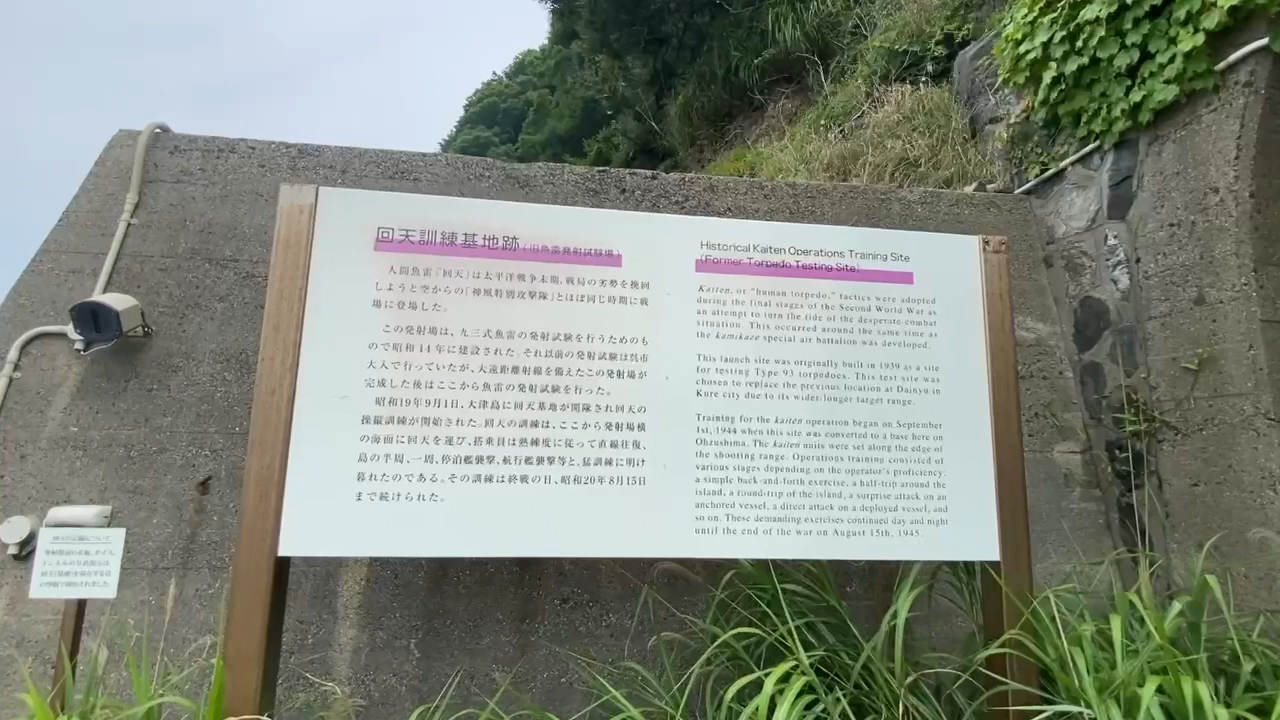 回天訓練基地跡(旧魚雷発射試験場)
人間魚雷「回天」は太平洋戦争末期、戦局の劣勢を挽回
しようと空からの「神風特別攻撃隊」とほぼ同じ時期に戦
場に登場した。
この発射場は、九三式魚雷の発射試験を行うためのも
ので昭和14年に建設された。それ以前の発射試験は呉市
大入で行っていたが、大遠距離射線を備えたこの発射場が
完成した後はここから魚雷の発射試験を行った。
昭和19年9月1日、大津島に回天基地が開隊され回天の
操縦訓練が開始された。回天の訓練は、ここから発射場横
の海面に回天を運び、搭乗員は熟練度に従って直線往復、
島の半周、一周、停泊艦襲撃、航行艦襲撃等と、猛訓練に明け
暮れたのである。その訓練は終戦の日、昭和20年8月15日
まで続けられた。
Historical Kaiten Operations Training Site
(Former Torpedo Testing Site)
Kaiten, or "human torpedo," tactics were adopted
during the final stages of the Second World War as
an attempt to turn the tide of the desperate combat
situation. This occurred around the same time as
the kamikaze special air battalion was developed.
This launch site was originally built in 1939 as a site
for testing Type 93 torpedoes. This test site was
chosen to replace the previous location at Dainyu in
Kure city due to its wider/longer target range.
Training for the kaiten operation began on September
1st, 1944 when this site was converted to a base here on
Ohzushima. The kaiten units were set along the edge of
the shooting range. Operations training consisted of
various stages depending on the operator's proficiency:
a simple back-and-forth exercise, a half-trip around the
island, a round-trip of the island, a surprise attack on an
anchored vessel, a direct attack on a deployed vessel, and
so on. These demanding exercises continued day and night
until the end of the war on August 15th, 1945.